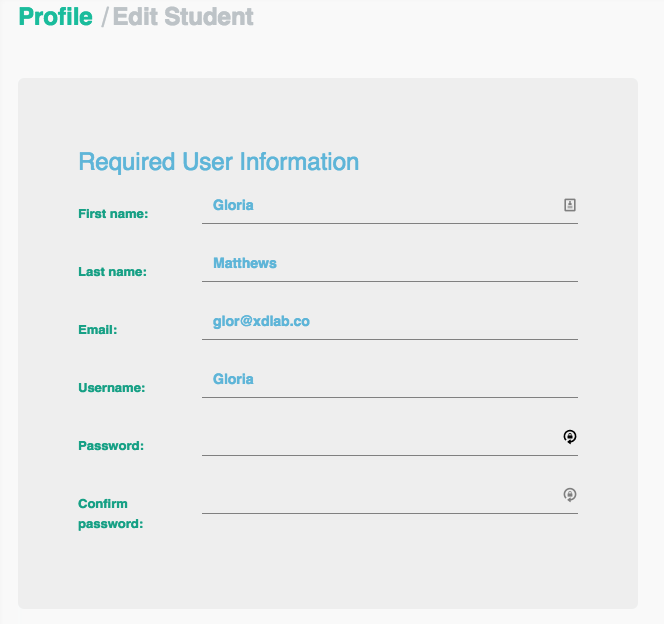 Profile / Edit Student
Required User Information
First name: Gloria
Last name: Matthews
Email: glor@xdlab.co
Username: Gloria
Password:
Confirm
password: